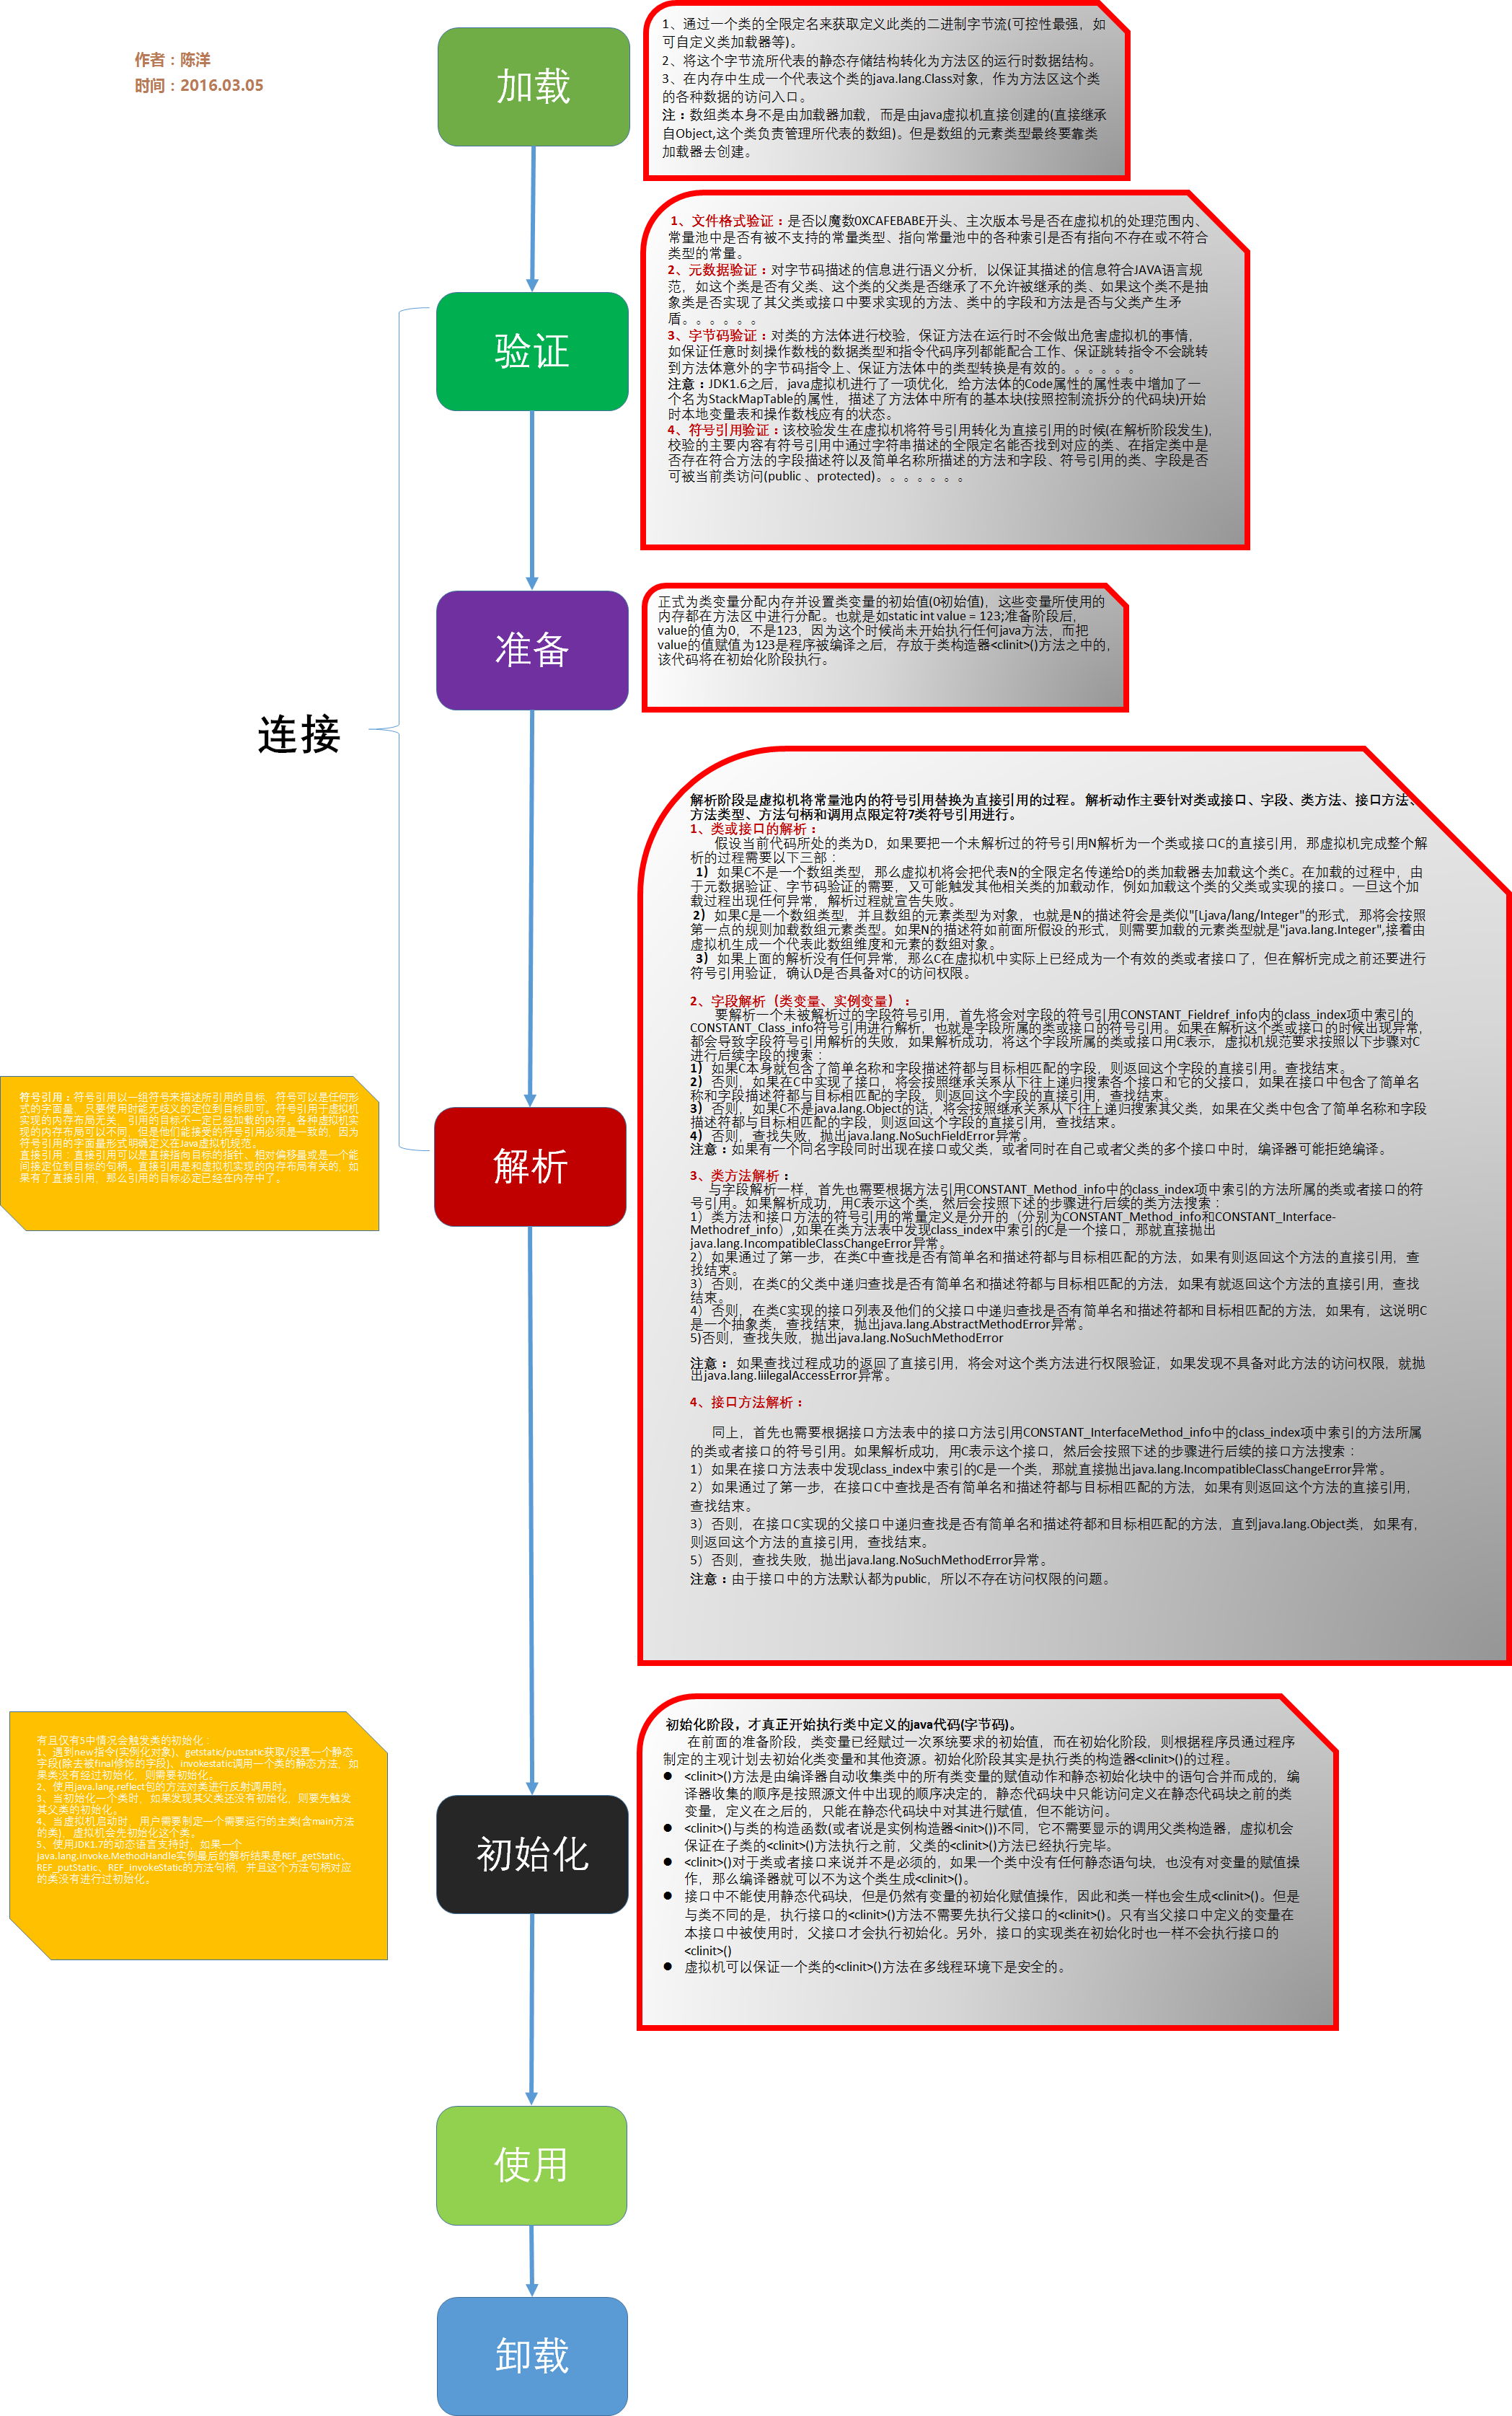 作者：陈洋
时间：2016.03.05
加载
1、通过一个类的全限定名来获取定义此类的二进制字节流(可控性最强，如
可自定义类加载器等)。
2、将这个字节流所代表的静态存储结构转化为方法区的运行时数据结构。
3、在内存中生成一个代表这个类的java.lang.Class对象，作为方法区这个类
的各种数据的访问入口。
注：数组类本身不是由加载器加载，而是由java虚拟机直接创建的(直接继承
自Object,这个类负责管理所代表的数组)。但是数组的元素类型最终要靠类
加载器去创建。
验证
1、文件格式验证：是否以魔数0XCAFEBABE开头、主次版本号是否在虚拟机的处理范围内、
常量池中是否有被不支持的常量类型、指向常量池中的各种索引是否有指向不存在或不符合
类型的常量。
2、元数据验证：对字节码描述的信息进行语义分析，以保证其描述的信息符合JAVA语言规
范，如这个类是否有父类、这个类的父类是否继承了不允许被继承的类、如果这个类不是抽
象类是否实现了其父类或接口中要求实现的方法、类中的字段和方法是否与父类产生矛
盾。。。。。。
3、字节码验证：对类的方法体进行校验，保证方法在运行时不会做出危害虚拟机的事情，
如保证任意时刻操作数栈的数据类型和指令代码序列都能配合工作、保证跳转指令不会跳转
到方法体意外的字节码指令上、保证方法体中的类型转换是有效的。。。。。。
注意：JDK1.6之后，java虚拟机进行了一项优化，给方法体的Code属性的属性表中增加了一
个名为StackMapTable的属性，描述了方法体中所有的基本块(按照控制流拆分的代码块)开始
时本地变量表和操作数栈应有的状态。
4、符号引用验证：该校验发生在虚拟机将符号引用转化为直接引用的时候(在解析阶段发生),
校验的主要内容有符号引用中通过字符串描述的全限定名能否找到对应的类、在指定类中是
否存在符合方法的字段描述符以及简单名称所描述的方法和字段、符号引用的类、字段是否
可被当前类访问(public 、protected)。。。。。。。
准备
正式为类变量分配内存并设置类变量的初始值(0初始值)，这些变量所使用的
内存都在方法区中进行分配。也就是如static int value = 123;准备阶段后，
value的值为0，不是123，因为这个时候尚未开始执行任何java方法，而把
value的值赋值为123是程序被编译之后，存放于类构造器<clinit>()方法之中的，
该代码将在初始化阶段执行。
连接
解析
解析阶段是虚拟机将常量池内的符号引用替换为直接引用的过程。解析动作主要针对类或接口、字段、类方法、接口方法、
方法类型、方法句柄和调用点限定符7类符号引用进行。
1、类或接口的解析：
假设当前代码所处的类为D，如果要把一个未解析过的符号引用N解析为一个类或接口C的直接引用，那虚拟机完成整个解
析的过程需要以下三部：
1）如果C不是一个数组类型，那么虚拟机将会把代表N的全限定名传递给D的类加载器去加载这个类C。在加载的过程中，由
于元数据验证、字节码验证的需要，又可能触发其他相关类的加载动作，例如加载这个类的父类或实现的接口。一旦这个加
载过程出现任何异常，解析过程就宣告失败。
2）如果C是一个数组类型，并且数组的元素类型为对象，也就是N的描述符会是类似"[Ljava/lang/Integer"的形式，那将会按照
第一点的规则加载数组元素类型。如果N的描述符如前面所假设的形式，则需要加载的元素类型就是"java.lang.Integer",接着由
虚拟机生成一个代表此数组维度和元素的数组对象。
3）如果上面的解析没有任何异常，那么C在虚拟机中实际上已经成为一个有效的类或者接口了，但在解析完成之前还要进行
符号引用验证，确认D是否具备对C的访问权限。
2、字段解析（类变量、实例变量）：
要解析一个未被解析过的字段符号引用，首先将会对字段的符号引用CONSTANT_Fieldref_info内的class_index项中索引的
CONSTANT_Class_info符号引用进行解析，也就是字段所属的类或接口的符号引用。如果在解析这个类或接口的时候出现异常，
都会导致字段符号引用解析的失败，如果解析成功，将这个字段所属的类或接口用C表示，虚拟机规范要求按照以下步骤对C
进行后续字段的搜索：
1）如果C本身就包含了简单名称和字段描述符都与目标相匹配的字段，则返回这个字段的直接引用。查找结束。
2）否则，如果在C中实现了接口，将会按照继承关系从下往上递归搜索各个接口和它的父接口，如果在接口中包含了简单名
称和字段描述符都与目标相匹配的字段，则返回这个字段的直接引用，查找结束。
3）否则，如果C不是java.lang.Object的话，将会按照继承关系从下往上递归搜索其父类，如果在父类中包含了简单名称和字段
描述符都与目标相匹配的字段，则返回这个字段的直接引用，查找结束。
4）否则，查找失败，抛出java.lang.NoSuchFieldError异常。
注意：如果有一个同名字段同时出现在接口或父类，或者同时在自己或者父类的多个接口中时，编译器可能拒绝编译。
3、类方法解析：
与字段解析一样，首先也需要根据方法引用CONSTANT_Method_info中的class_index项中索引的方法所属的类或者接口的符
号引用。如果解析成功，用C表示这个类，然后会按照下述的步骤进行后续的类方法搜索：
1）类方法和接口方法的符号引用的常量定义是分开的（分别为CONSTANT_Method_info和CONSTANT_Interface-
Methodref_info）,如果在类方法表中发现class_index中索引的C是一个接口，那就直接抛出
java.lang.IncompatibleClassChangeError异常。
2）如果通过了第一步，在类C中查找是否有简单名和描述符都与目标相匹配的方法，如果有则返回这个方法的直接引用，查
找结束。
3）否则，在类C的父类中递归查找是否有简单名和描述符都与目标相匹配的方法，如果有就返回这个方法的直接引用，查找
结束。
4）否则，在类C实现的接口列表及他们的父接口中递归查找是否有简单名和描述符都和目标相匹配的方法，如果有，这说明C
是一个抽象类，查找结束，抛出java.lang.AbstractMethodError异常。
5)否则，查找失败，抛出java.lang.NoSuchMethodError
注意： 如果查找过程成功的返回了直接引用，将会对这个类方法进行权限验证，如果发现不具备对此方法的访问权限，就抛
出java.lang.IiilegalAccessError异常。
4、接口方法解析：
同上，首先也需要根据接口方法表中的接口方法引用CONSTANT_InterfaceMethod_info中的class_index项中索引的方法所属
的类或者接口的符号引用。如果解析成功，用C表示这个接口，然后会按照下述的步骤进行后续的接口方法搜索：
1）如果在接口方法表中发现class_index中索引的C是一个类，那就直接抛出java.lang.IncompatibleClassChangeError异常。
2）如果通过了第一步，在接口C中查找是否有简单名和描述符都与目标相匹配的方法，如果有则返回这个方法的直接引用，
查找结束。
3）否则，在接口C实现的父接口中递归查找是否有简单名和描述符都和目标相匹配的方法，直到java.lang.Object类，如果有，
则返回这个方法的直接引用，查找结束。
5）否则，查找失败，抛出java.lang.NoSuchMethodError异常。
注意：由于接口中的方法默认都为public，所以不存在访问权限的问题。
符号引用：符号引用以一组符号来描述所引用的目标，符号可以是任何形
式的字面量，只要使用时能无歧义的定位到目标即可。符号引用于虚拟机
实现的内存布局无关，引用的目标不一定已经加载的内存。各种虚拟机实
现的内存布局可以不同，但是他们能接受的符号引用必须是一致的，因为
符号引用的字面量形式明确定义在Java虚拟机规范。
直接引用：直接引用可以是直接指向目标的指针、相对偏移量或是一个能
间接定位到目标的句柄。直接引用是和虚拟机实现的内存布局有关的，如
果有了直接引用，那么引用的目标必定已经在内存中了。
初始化
初始化阶段，才真正开始执行类中定义的java代码(字节码)。
在前面的准备阶段，类变量已经赋过一次系统要求的初始值，而在初始化阶段，则根据程序员通过程序
制定的主观计划去初始化类变量和其他资源。初始化阶段其实是执行类的构造器<clinit>()的过程。
● <clinit>()方法是由编译器自动收集类中的所有类变量的赋值动作和静态初始化块中的语句合并而成的，编
译器收集的顺序是按照源文件中出现的顺序决定的，静态代码块中只能访问定义在静态代码块之前的类
变量，定义在之后的，只能在静态代码块中对其进行赋值，但不能访问。
● <clinit>()与类的构造函数(或者说是实例构造器<init>())不同，它不需要显示的调用父类构造器，虚拟机会
保证在子类的<clinit>()方法执行之前，父类的<clinit>()方法已经执行完毕。
● <clinit>()对于类或者接口来说并不是必须的，如果一个类中没有任何静态语句块，也没有对变量的赋值操
作，那么编译器就可以不为这个类生成<clinit>()。
● 接口中不能使用静态代码块，但是仍然有变量的初始化赋值操作，因此和类一样也会生成<clinit>()。但是
与类不同的是，执行接口的<clinit>()方法不需要先执行父接口的<clinit>()。只有当父接口中定义的变量在
本接口中被使用时，父接口才会执行初始化。另外，接口的实现类在初始化时也一样不会执行接口的
<clinit>()
● 虚拟机可以保证一个类的<clinit>()方法在多线程环境下是安全的。
有且仅有5中情况会触发类的初始化：
1、遇到new指令(实例化对象)、getstatic/putstatic获取/设置一个静态
字段(除去被final修饰的字段)、invokestatic调用一个类的静态方法，如
果类没有经过初始化，则需要初始化。
2、使用java.lang.reflect包的方法对类进行反射调用时。
3、当初始化一个类时，如果发现其父类还没有初始化，则要先触发
其父类的初始化。
4、当虚拟机启动时，用户需要制定一个需要运行的主类(含main方法
的类)，虚拟机会先初始化这个类。
5、使用JDK1.7的动态语言支持时，如果一个
java.lang.invoke.MethodHandle实例最后的解析结果是REF_getStatic、
REF_putStatic、REF_invokeStatic的方法句柄，并且这个方法句柄对应
的类没有进行过初始化。
使用
卸载